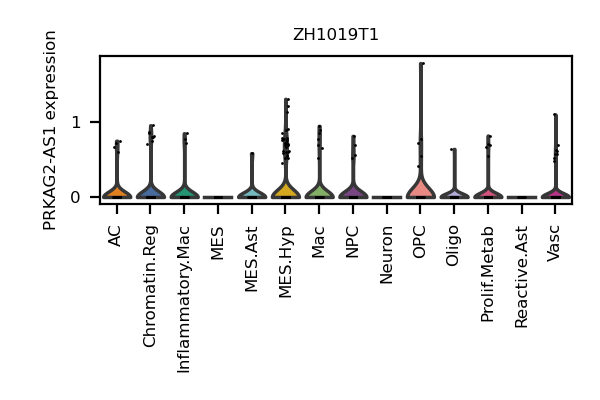 ZH1019T1
PRKAG2-AS1 expression
1
0
AC
Chromatin.Reg
Inflammatory.Mac
MES
MES.Ast
MES.Hyp
Mac
NPC
Neuron
OPC
Oligo
Prolif.Metab
Reactive.Ast
Vasc